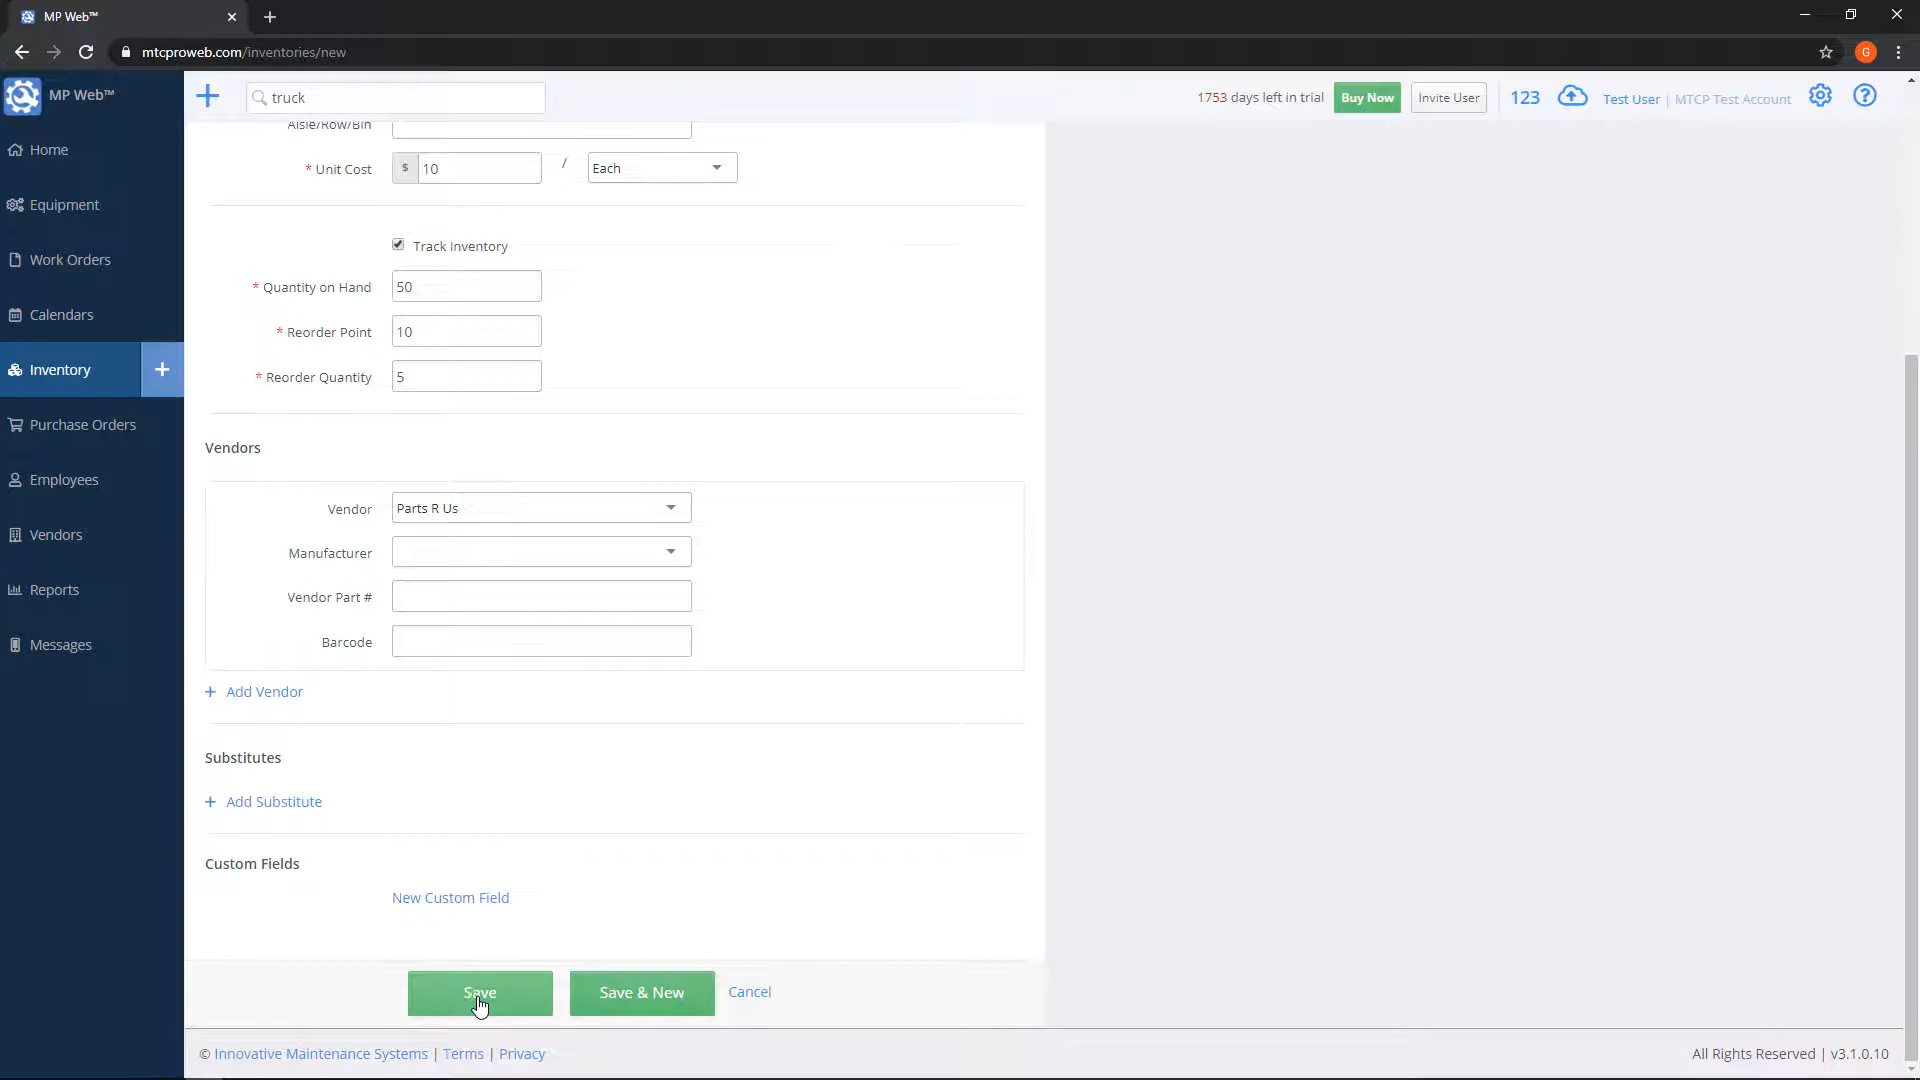 MP Web™
mtcproweb.com/inventories/new
G
MP Web™
truck
1753 days left in trial
Buy Now
Invite User
123
Test User | MTCP Test Account
Home
Equipment
Work Orders
Calendars
Inventory
Purchase Orders
Employees
Vendors
Reports
Messages
Aisle/Row/Bin
* Unit Cost $ 10 / Each
Track Inventory
* Quantity on Hand 50
* Reorder Point 10
* Reorder Quantity 5
Vendors
Vendor Parts R Us
Manufacturer
Vendor Part #
Barcode
+ Add Vendor
Substitutes
+ Add Substitute
Custom Fields
New Custom Field
Save Save & New Cancel
© Innovative Maintenance Systems | Terms | Privacy
All Rights Reserved | v3.1.0.10